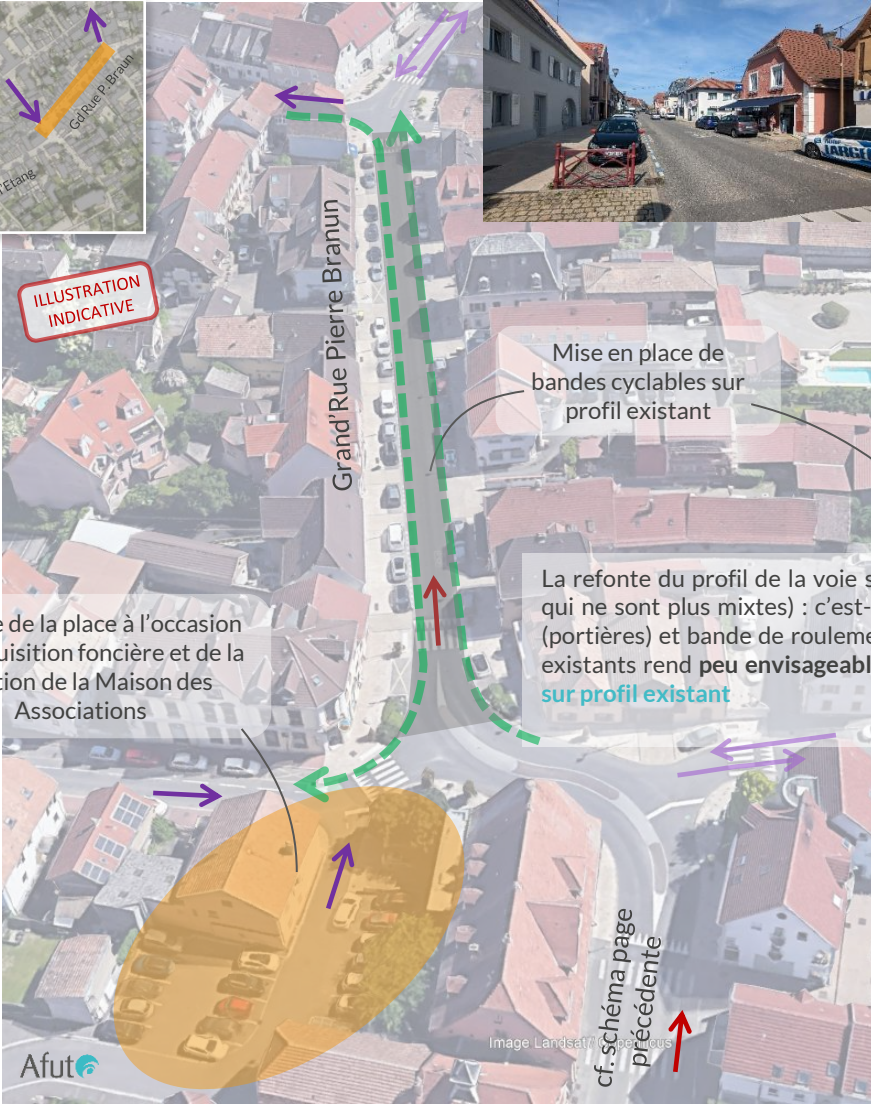 Gd Rue P. Braun
l'Etang
ILLUSTRATION
INDICATIVE
Grand'Rue Pierre Branun
Mise en place de
bandes cyclables sur
profil existant
La refonte du profil de la voie s
qui ne sont plus mixtes) : c'est-
(portières) et bande de rouleme
existants rend peu envisageabl
sur profil existant
e de la place à l'occasion
uisition foncière et de la
tion de la Maison des
Associations
cf. schéma page
précédente
Image Landsat / Copernicus
Afut